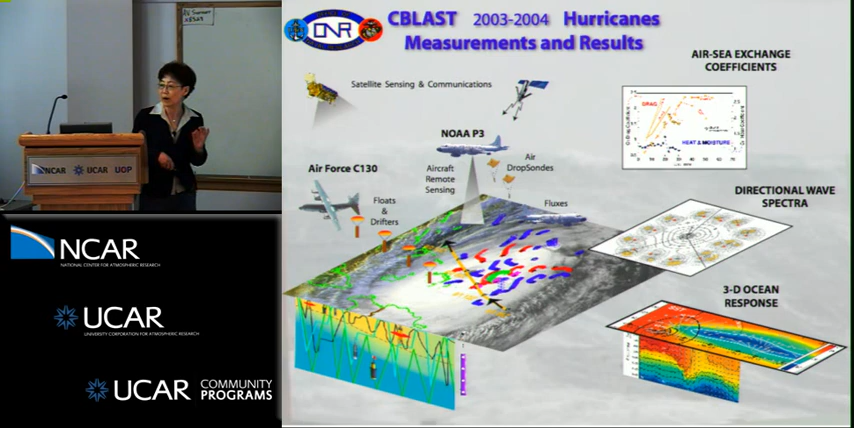 NCAR UCAR UOP
NCAR
NATIONAL CENTER FOR ATMOSPHERIC RESEARCH
UCAR
UNIVERSITY CORPORATION FOR ATMOSPHERIC RESEARCH
UCAR COMMUNITY PROGRAMS
ONR
CBLAST 2003-2004 Hurricanes
Measurements and Results
Satellite Sensing & Communications
NOAA P3
Air Force C130
Aircraft
Remote
Sensing
Air
DropSondes
Floats
&
Drifters
Fluxes
AIR-SEA EXCHANGE
COEFFICIENTS
DRAG
HEAT & MOISTURE
DIRECTIONAL WAVE
SPECTRA
3-D OCEAN
RESPONSE